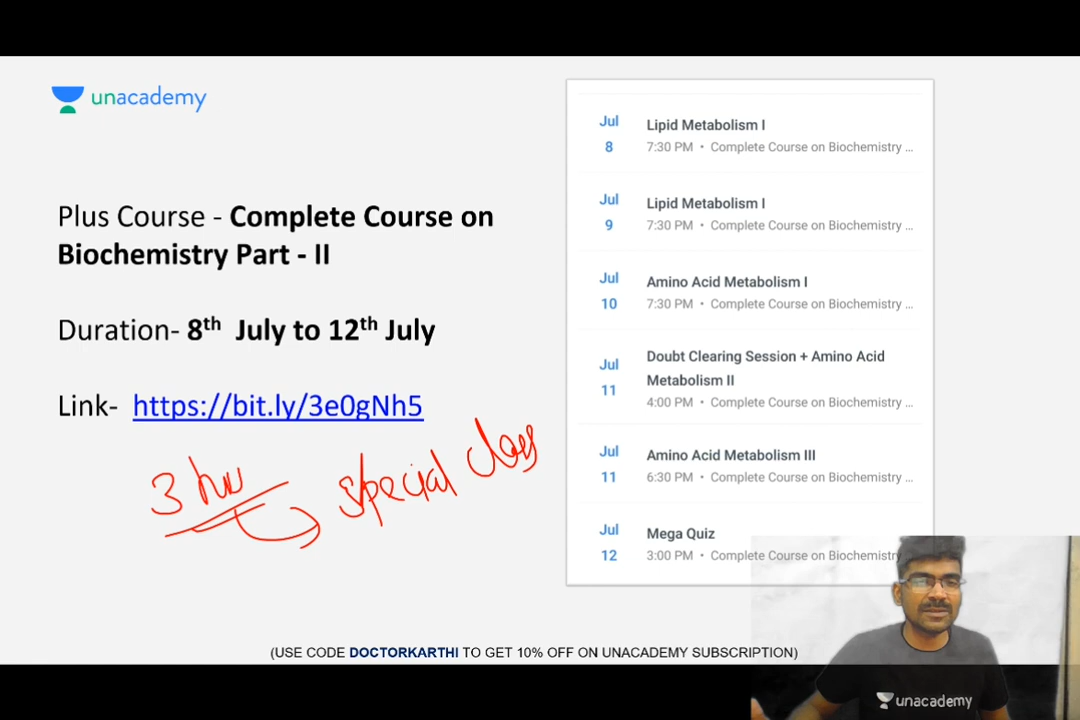 unacademy
Plus Course - Complete Course on
Biochemistry Part - II
Duration- 8th July to 12th July
Link- https://bit.ly/3e0gNh5
3 hrs
special class
Jul
8
Lipid Metabolism I
7:30 PM • Complete Course on Biochemistry ...
Jul
9
Lipid Metabolism I
7:30 PM • Complete Course on Biochemistry ...
Jul
10
Amino Acid Metabolism I
7:30 PM • Complete Course on Biochemistry ...
Jul
11
Doubt Clearing Session + Amino Acid
Metabolism II
4:00 PM • Complete Course on Biochemistry ...
Jul
11
Amino Acid Metabolism III
6:30 PM • Complete Course on Biochemistry ...
Jul
12
Mega Quiz
3:00 PM • Complete Course on Biochemistry
(USE CODE DOCTORKARTHI TO GET 10% OFF ON UNACADEMY SUBSCRIPTION)
unacademy